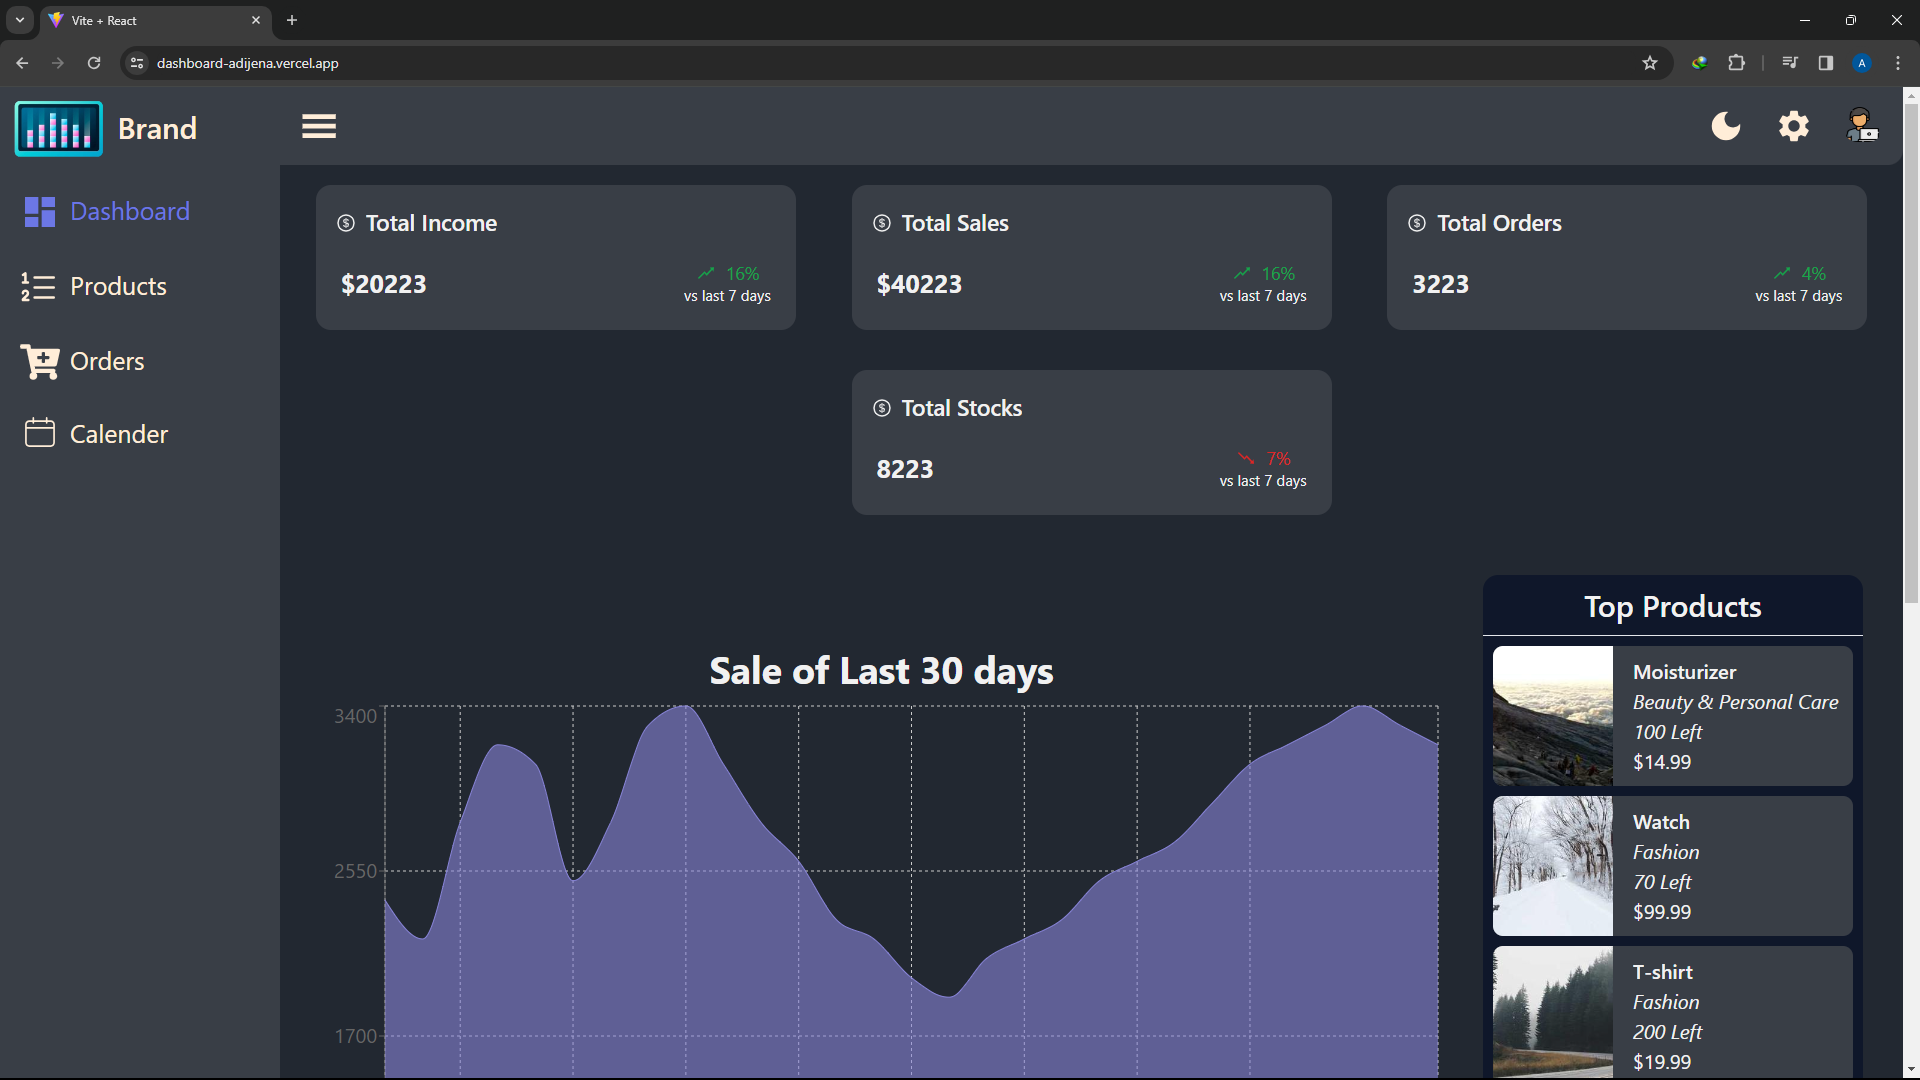 Vite + React
dashboard-adijena.vercel.app
A
Brand
Dashboard
Products
Orders
Calender
Total Income
$20223
16%
vs last 7 days
Total Sales
$40223
16%
vs last 7 days
Total Orders
3223
4%
vs last 7 days
Total Stocks
8223
7%
vs last 7 days
Sale of Last 30 days
3400
2550
1700
Top Products
Moisturizer
Beauty & Personal Care
100 Left
$14.99
Watch
Fashion
70 Left
$99.99
T-shirt
Fashion
200 Left
$19.99